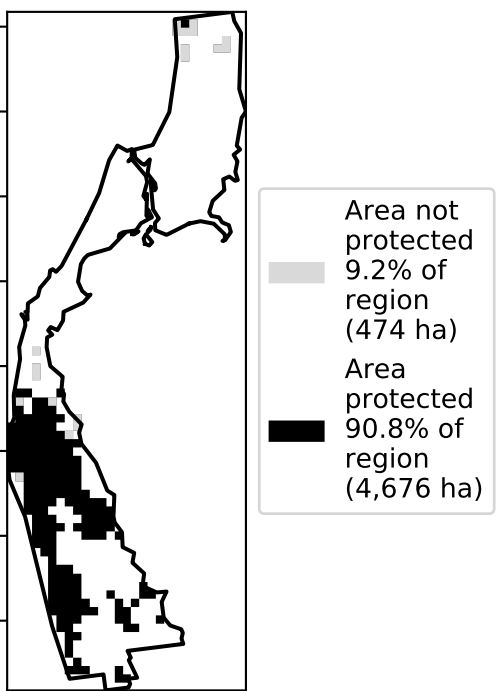 Area not
protected
9.2% of
region
(474 ha)
Area
protected
90.8% of
region
(4,676 ha)